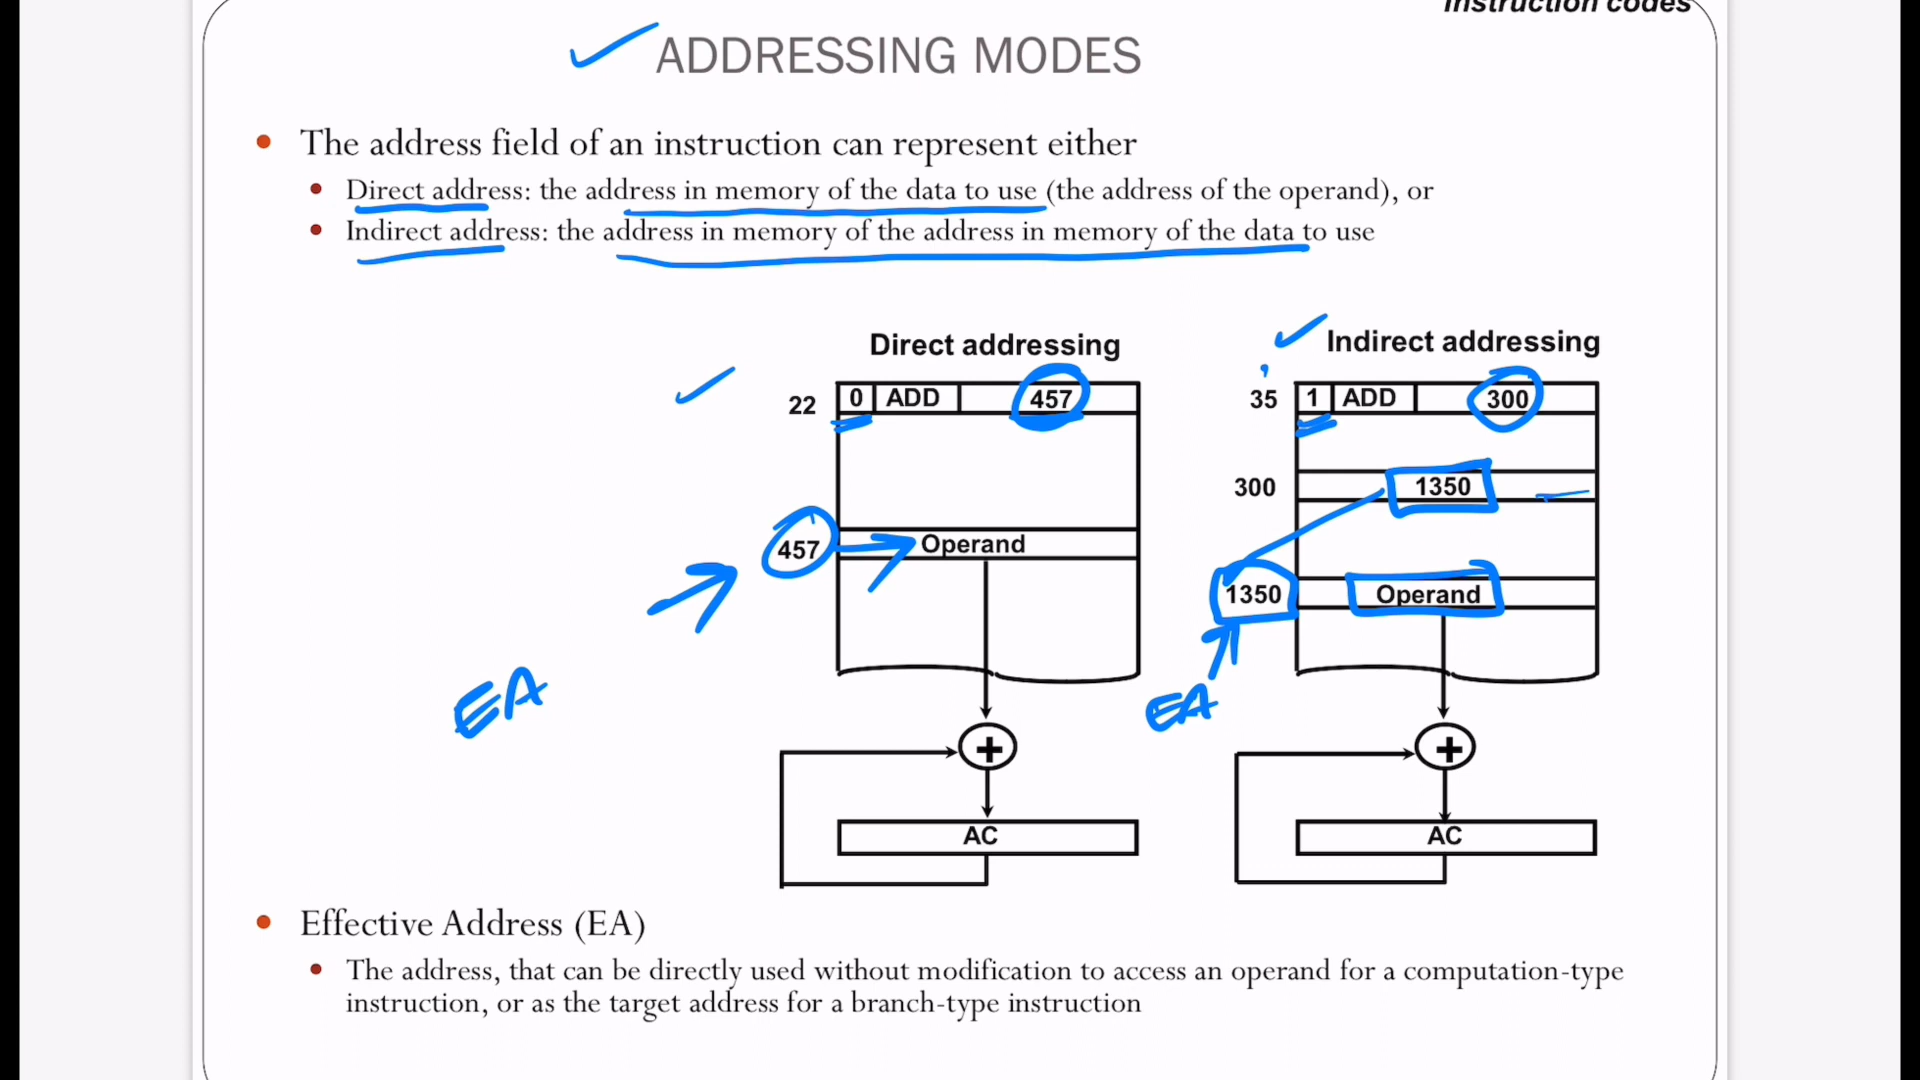 Instruction codes
ADDRESSING MODES
• The address field of an instruction can represent either
• Direct address: the address in memory of the data to use (the address of the operand), or
• Indirect address: the address in memory of the address in memory of the data to use
Direct addressing
22 0 ADD 457
457 Operand
EA
+
AC
Indirect addressing
35 1 ADD 300
300 1350
1350 Operand
EA
+
AC
• Effective Address (EA)
• The address, that can be directly used without modification to access an operand for a computation-type
instruction, or as the target address for a branch-type instruction